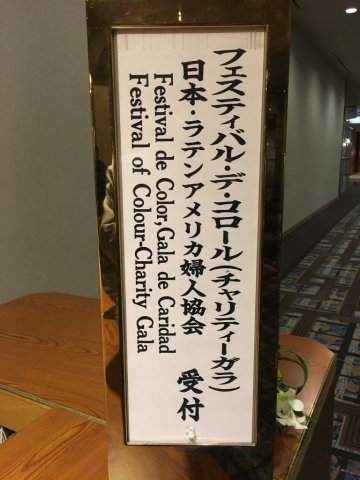 フェスティバル・デ・コロール(チャリティーガラ)
日本・ラテンアメリカ婦人協会 受付
Festival de Color,Gala de Caridad
Festival of Colour-Charity Gala